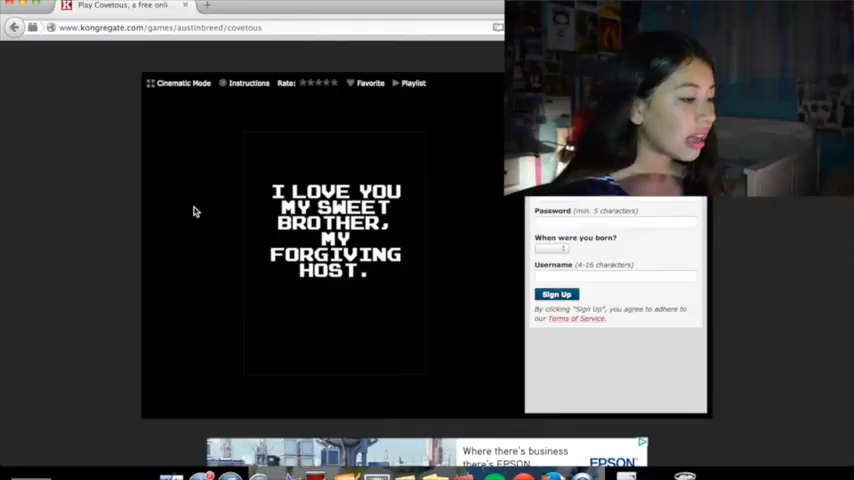 Play Covetous, a free onli...
www.kongregate.com/games/austinbreed/covetous
Cinematic Mode Instructions Rate: Favorite Playlist
I LOVE YOU
MY SWEET
BROTHER,
MY
FORGIVING
HOST.
Password (min. 5 characters)
When were you born?
Username (4-16 characters)
Sign Up
By clicking "Sign Up", you agree to adhere to
our Terms of Service.
Where there's business
there's EPSON.
EPSON